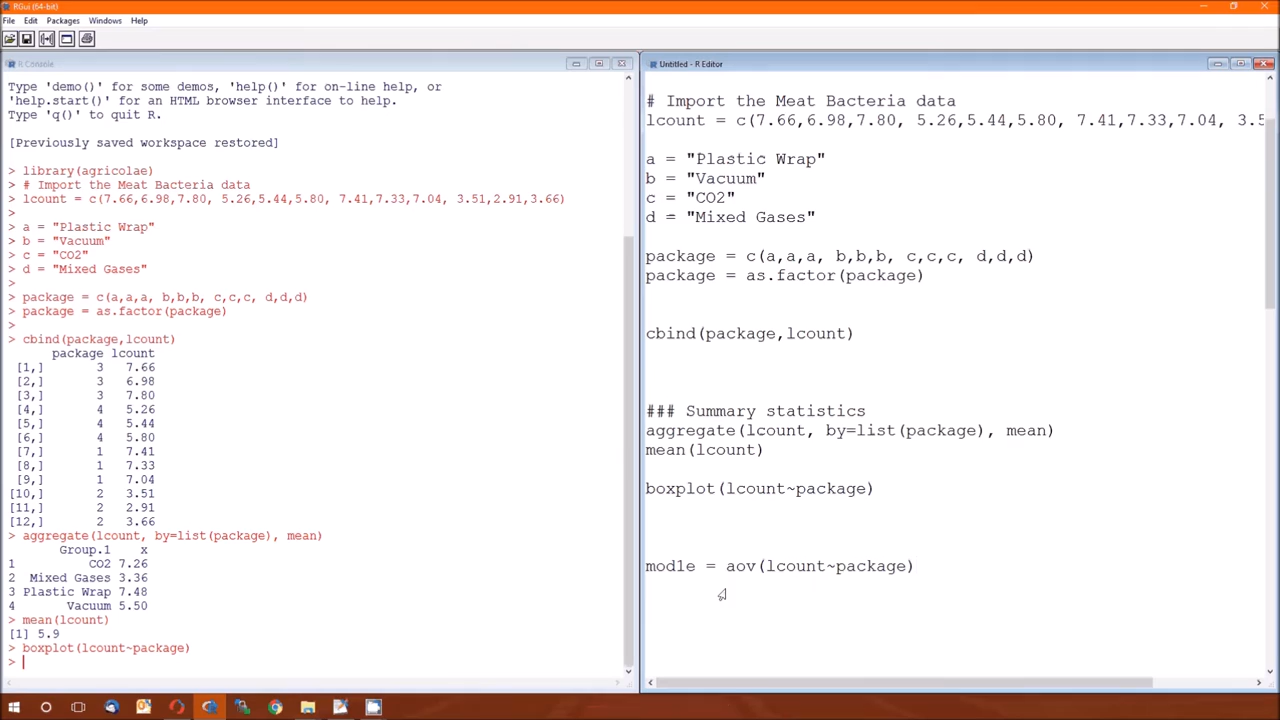 RGui (64-bit)
File Edit Packages Windows Help
R Console
Type 'demo()' for some demos, 'help()' for on-line help, or
'help.start()' for an HTML browser interface to help.
Type 'q()' to quit R.
[Previously saved workspace restored]
> library(agricolae)
> # Import the Meat Bacteria data
> lcount = c(7.66,6.98,7.80, 5.26,5.44,5.80, 7.41,7.33,7.04, 3.51,2.91,3.66)
>
> a = "Plastic Wrap"
> b = "Vacuum"
> c = "CO2"
> d = "Mixed Gases"
>
> package = c(a,a,a, b,b,b, c,c,c, d,d,d)
> package = as.factor(package)
>
> cbind(package,lcount)
package lcount
[1,] 3 7.66
[2,] 3 6.98
[3,] 3 7.80
[4,] 4 5.26
[5,] 4 5.44
[6,] 4 5.80
[7,] 1 7.41
[8,] 1 7.33
[9,] 1 7.04
[10,] 2 3.51
[11,] 2 2.91
[12,] 2 3.66
> aggregate(lcount, by=list(package), mean)
Group.1 x
1 CO2 7.26
2 Mixed Gases 3.36
3 Plastic Wrap 7.48
4 Vacuum 5.50
> mean(lcount)
[1] 5.9
> boxplot(lcount~package)
>
Untitled - R Editor
# Import the Meat Bacteria data
lcount = c(7.66,6.98,7.80, 5.26,5.44,5.80, 7.41,7.33,7.04, 3.5
a = "Plastic Wrap"
b = "Vacuum"
c = "CO2"
d = "Mixed Gases"
package = c(a,a,a, b,b,b, c,c,c, d,d,d)
package = as.factor(package)
cbind(package,lcount)
### Summary statistics
aggregate(lcount, by=list(package), mean)
mean(lcount)
boxplot(lcount~package)
mod1e = aov(lcount~package)